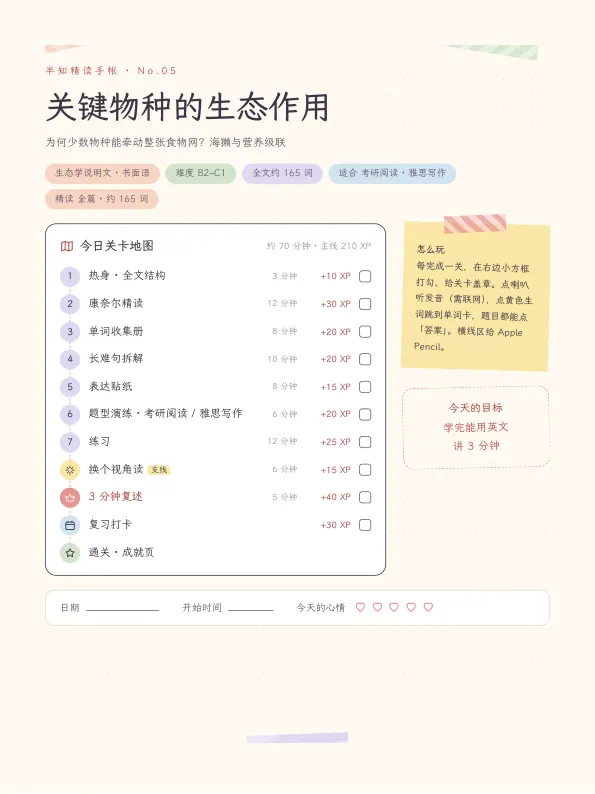 半知精读手帐 · No.05
关键物种的生态作用
为何少数物种能牵动整张食物网？海獭与营养级联
生态学说明文 · 书面语
难度 B2–C1
全文约 165 词
适合 考研阅读 · 雅思写作
精读 全篇 · 约 165 词
今日关卡地图
约 70 分钟 · 主线 210 XP
1 热身 · 全文结构 3 分钟 +10 XP
2 康奈尔精读 12 分钟 +30 XP
3 单词收集册 8 分钟 +20 XP
4 长难句拆解 10 分钟 +20 XP
5 表达贴纸 8 分钟 +15 XP
6 题型演练 · 考研阅读 / 雅思写作 6 分钟 +20 XP
7 练习 12 分钟 +25 XP
换个视角读 支线 6 分钟 +15 XP
3 分钟复述 5 分钟 +40 XP
复习打卡 +30 XP
通关 · 成就页
怎么玩
每完成一关，在右边小方框
打勾、给关卡盖章。点喇叭
听发音（需联网），点黄色生
词跳到单词卡，题目都能点
「答案」。横线区给 Apple
Pencil。
今天的目标
学完能用英文
讲 3 分钟
日期
开始时间
今天的心情